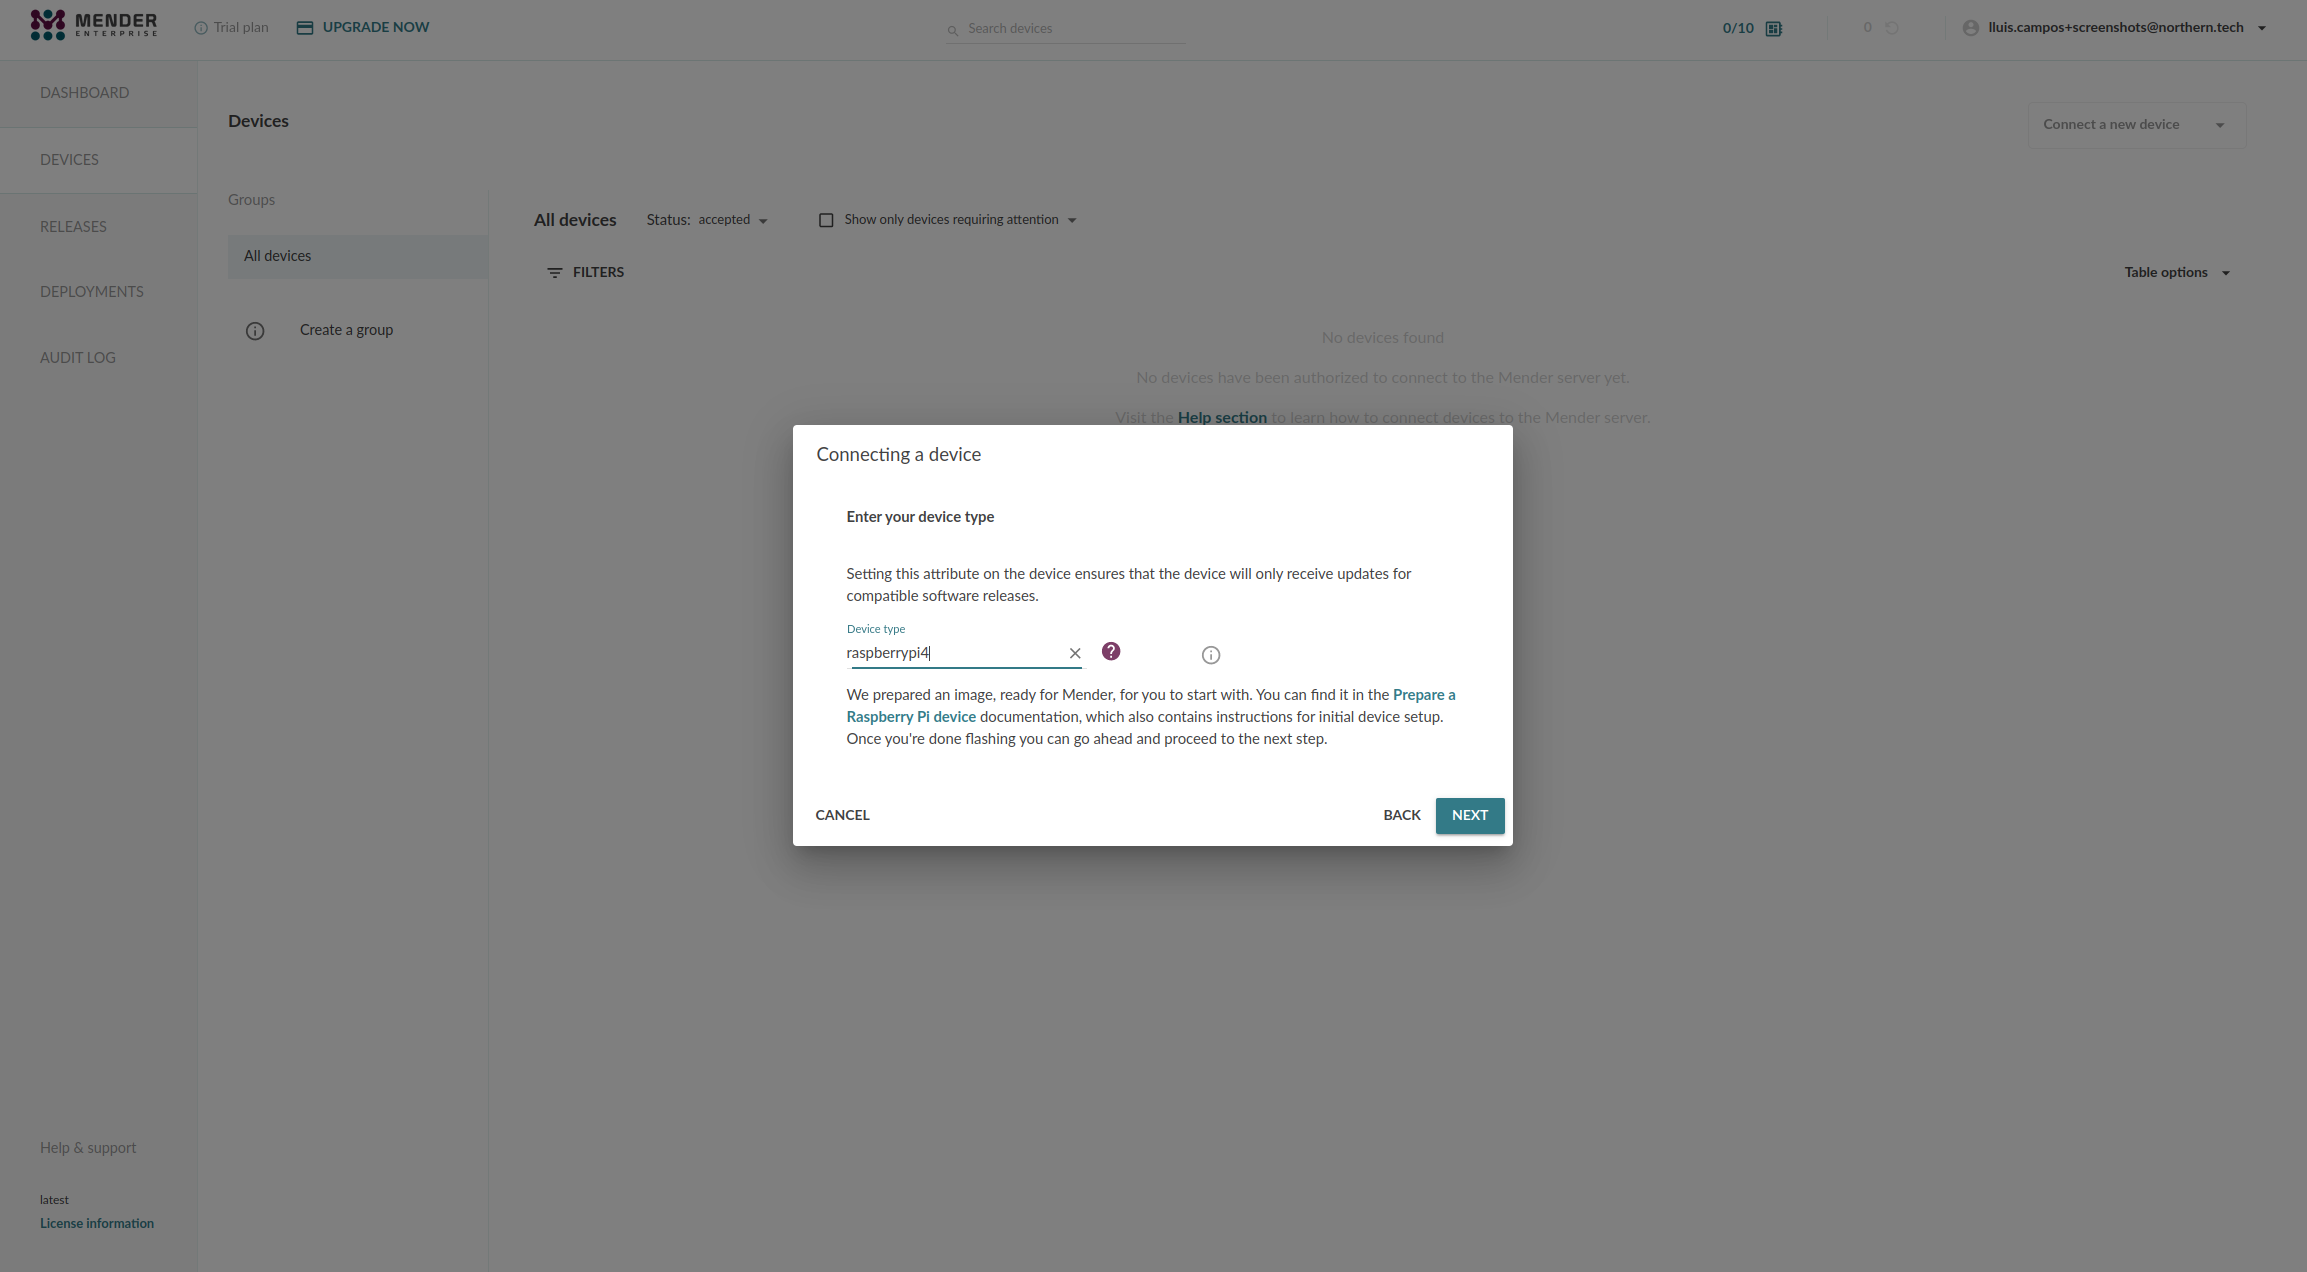 MENDER
ENTERPRISE
Trial plan
UPGRADE NOW
Search devices
0/10
0
lluis.campos+screenshots@northern.tech
DASHBOARD
DEVICES
RELEASES
DEPLOYMENTS
AUDIT LOG
Devices
Connect a new device
Groups
All devices
Create a group
All devices
Status: accepted
Show only devices requiring attention
FILTERS
Table options
No devices found
No devices have been authorized to connect to the Mender server yet.
Visit the Help section to learn how to connect devices to the Mender server.
Connecting a device
Enter your device type
Setting this attribute on the device ensures that the device will only receive updates for
compatible software releases.
Device type
raspberrypi4
We prepared an image, ready for Mender, for you to start with. You can find it in the Prepare a
Raspberry Pi device documentation, which also contains instructions for initial device setup.
Once you're done flashing you can go ahead and proceed to the next step.
CANCEL
BACK
NEXT
Help & support
latest
License information